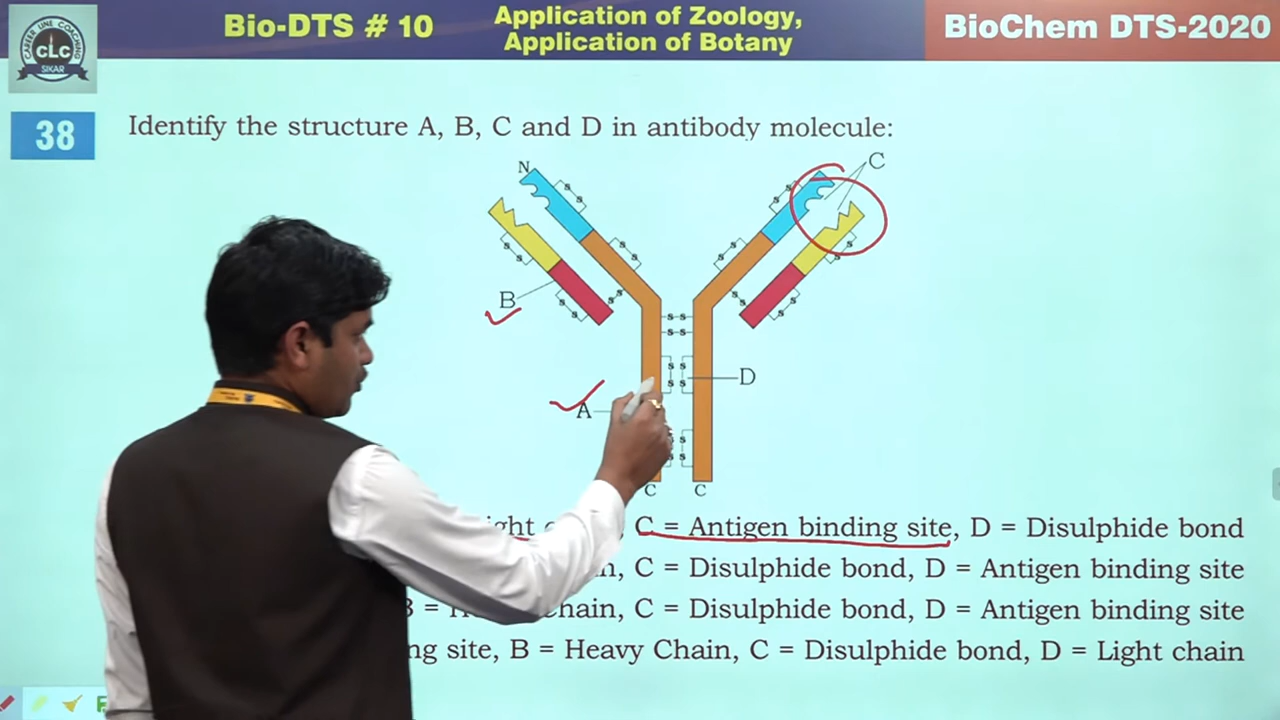 Bio-DTS # 10
Application of Zoology,
Application of Botany
BioChem DTS-2020
CAREER LINE COACHING
CLC
SIKAR
38
Identify the structure A, B, C and D in antibody molecule:
N
C
B
D
A
C C
C = Antigen binding site, D = Disulphide bond
C = Disulphide bond, D = Antigen binding site
chain, C = Disulphide bond, D = Antigen binding site
site, B = Heavy Chain, C = Disulphide bond, D = Light chain